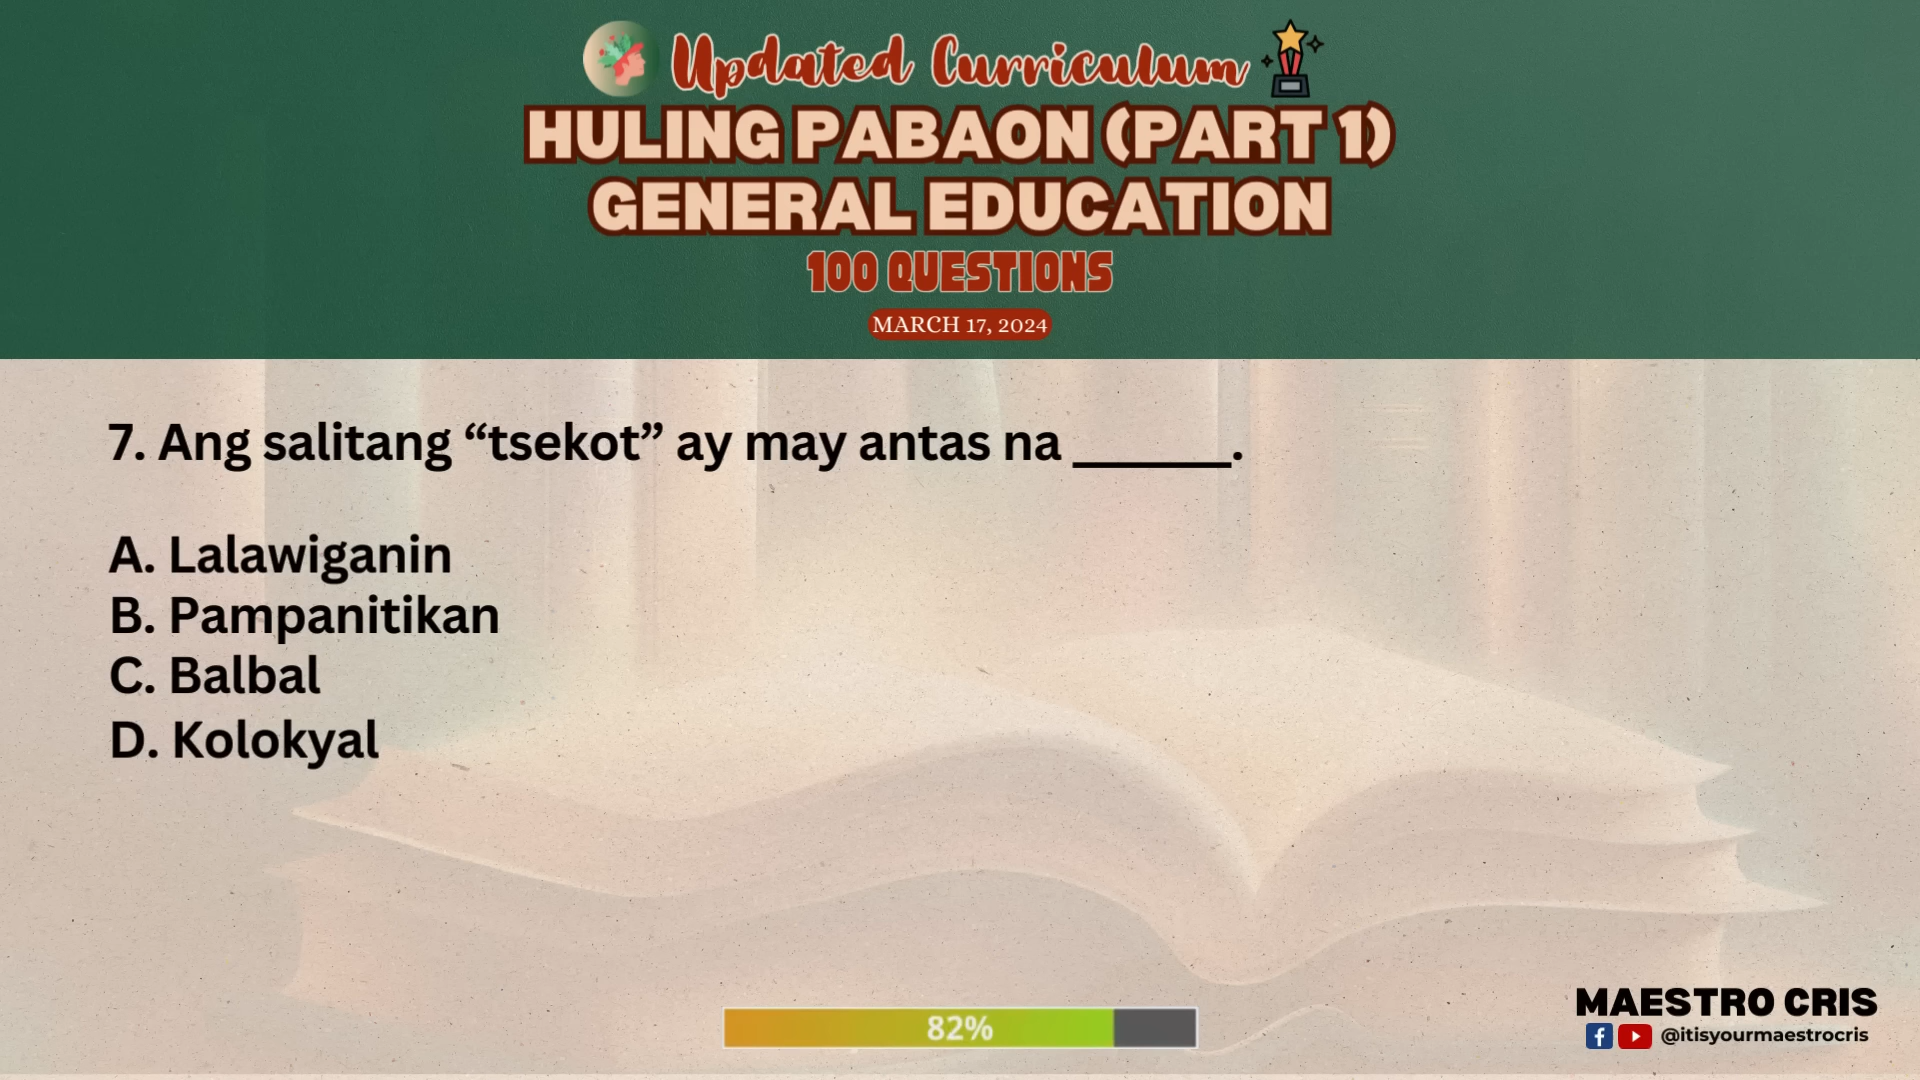 Updated Curriculum
HULING PABAON (PART 1)
GENERAL EDUCATION
100 QUESTIONS
MARCH 17, 2024
7. Ang salitang “tsekot” ay may antas na ______.
A. Lalawiganin
B. Pampanitikan
C. Balbal
D. Kolokyal
82%
MAESTRO CRIS
@itisyourmaestrocris